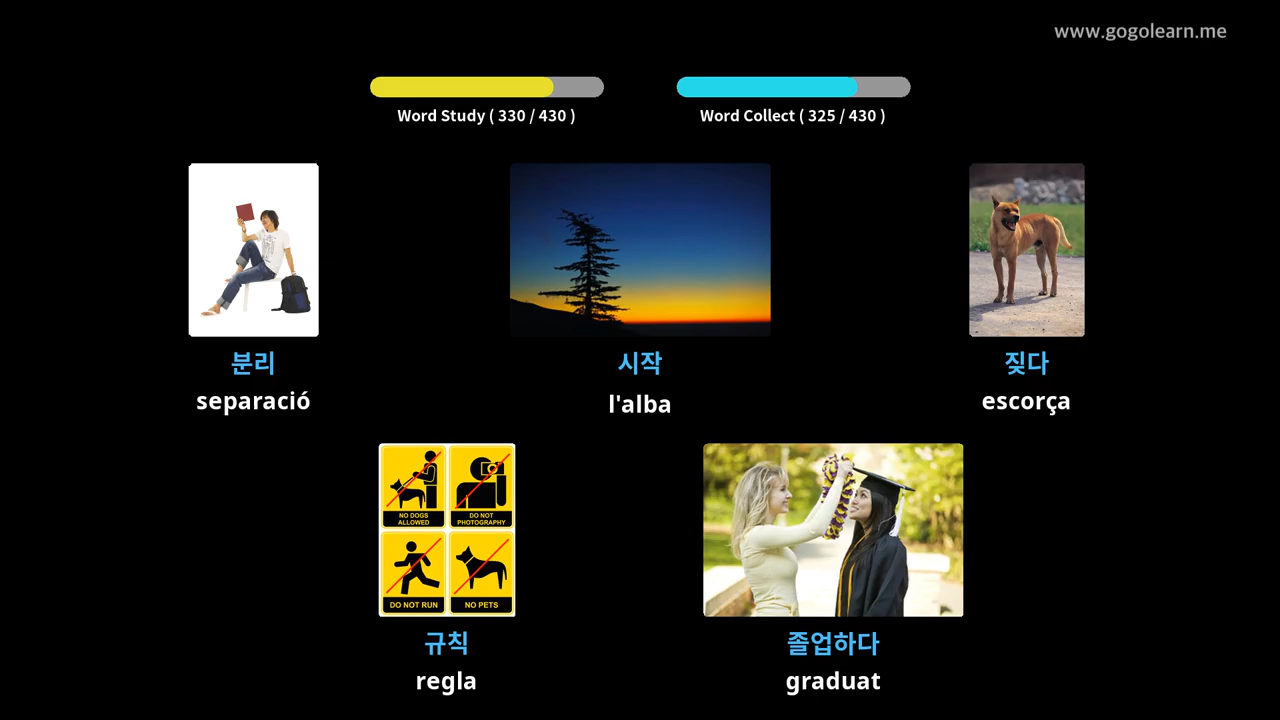 www.gogolearn.me
Word Study ( 330 / 430 )
Word Collect ( 325 / 430 )
분리
separació
시작
l'alba
짖다
escorça
NO DOGS
ALLOWED
DO NOT
PHOTOGRAPHY
DO NOT RUN
NO PETS
규칙
regla
졸업하다
graduat